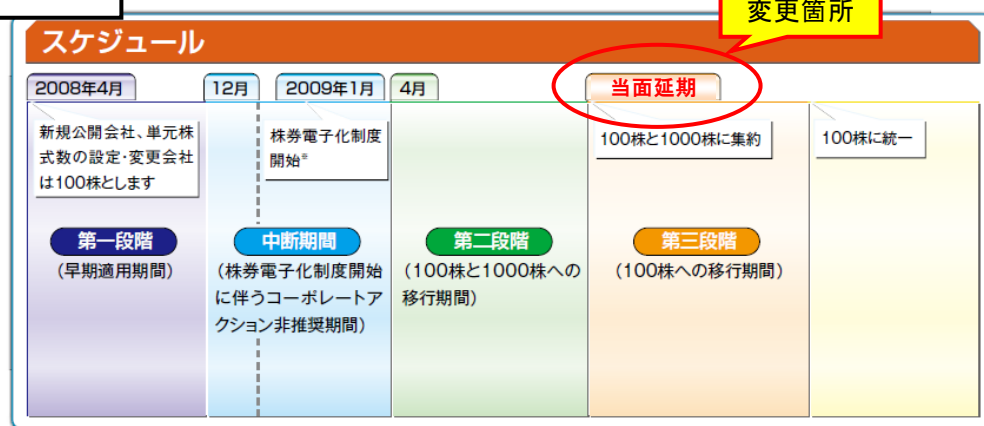 変更箇所
スケジュール
2008年4月
12月
2009年1月
4月
当面延期
新規公開会社、単元株
式数の設定・変更会社
は100株とします
株券電子化制度
開始※
100株と1000株に集約
100株に統一
第一段階
(早期適用期間)
中断期間
(株券電子化制度開始
に伴うコーポレートア
クション非推奨期間)
第二段階
(100株と1000株への
移行期間)
第三段階
(100株への移行期間)